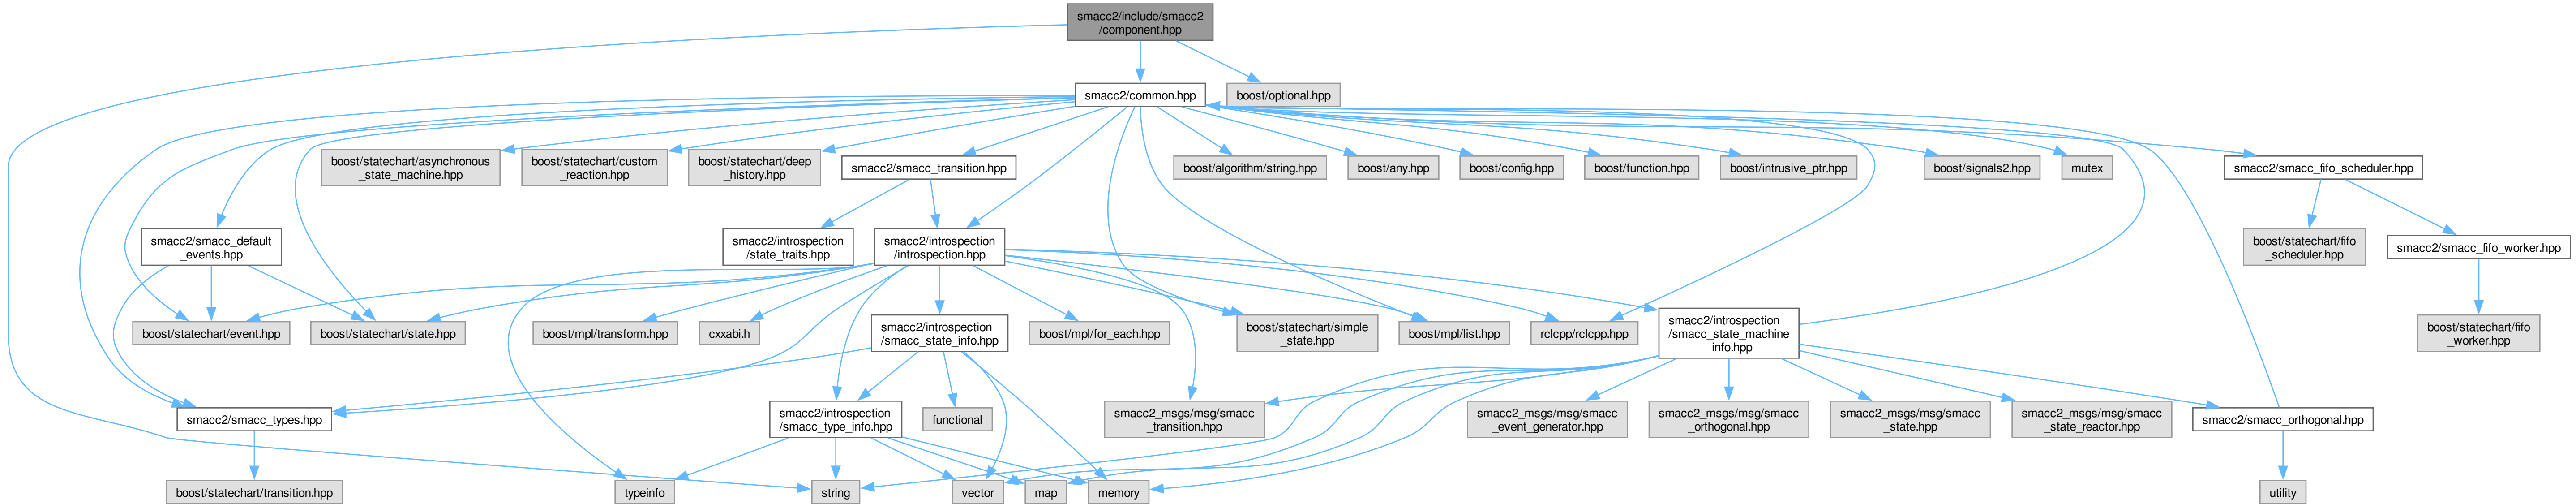 smacc2/include/smacc2
/component.hpp
smacc2/common.hpp
boost/optional.hpp
boost/statechart/asynchronous
_state_machine.hpp
boost/statechart/custom
_reaction.hpp
boost/statechart/deep
_history.hpp
smacc2/smacc_transition.hpp
boost/algorithm/string.hpp
boost/any.hpp
boost/config.hpp
boost/function.hpp
boost/intrusive_ptr.hpp
boost/signals2.hpp
mutex
smacc2/smacc_fifo_scheduler.hpp
smacc2/smacc_default
_events.hpp
smacc2/introspection
/state_traits.hpp
smacc2/introspection
/introspection.hpp
boost/statechart/fifo
_scheduler.hpp
smacc2/smacc_fifo_worker.hpp
boost/statechart/event.hpp
boost/statechart/state.hpp
boost/mpl/transform.hpp
cxxabi.h
smacc2/introspection
/smacc_state_info.hpp
boost/mpl/for_each.hpp
boost/statechart/simple
_state.hpp
boost/mpl/list.hpp
rclcpp/rclcpp.hpp
smacc2/introspection
/smacc_state_machine
_info.hpp
boost/statechart/fifo
_worker.hpp
smacc2/smacc_types.hpp
smacc2/introspection
/smacc_type_info.hpp
functional
smacc2_msgs/msg/smacc
_transition.hpp
smacc2_msgs/msg/smacc
_event_generator.hpp
smacc2_msgs/msg/smacc
_orthogonal.hpp
smacc2_msgs/msg/smacc
_state.hpp
smacc2_msgs/msg/smacc
_state_reactor.hpp
smacc2/smacc_orthogonal.hpp
boost/statechart/transition.hpp
typeinfo
string
vector
map
memory
utility